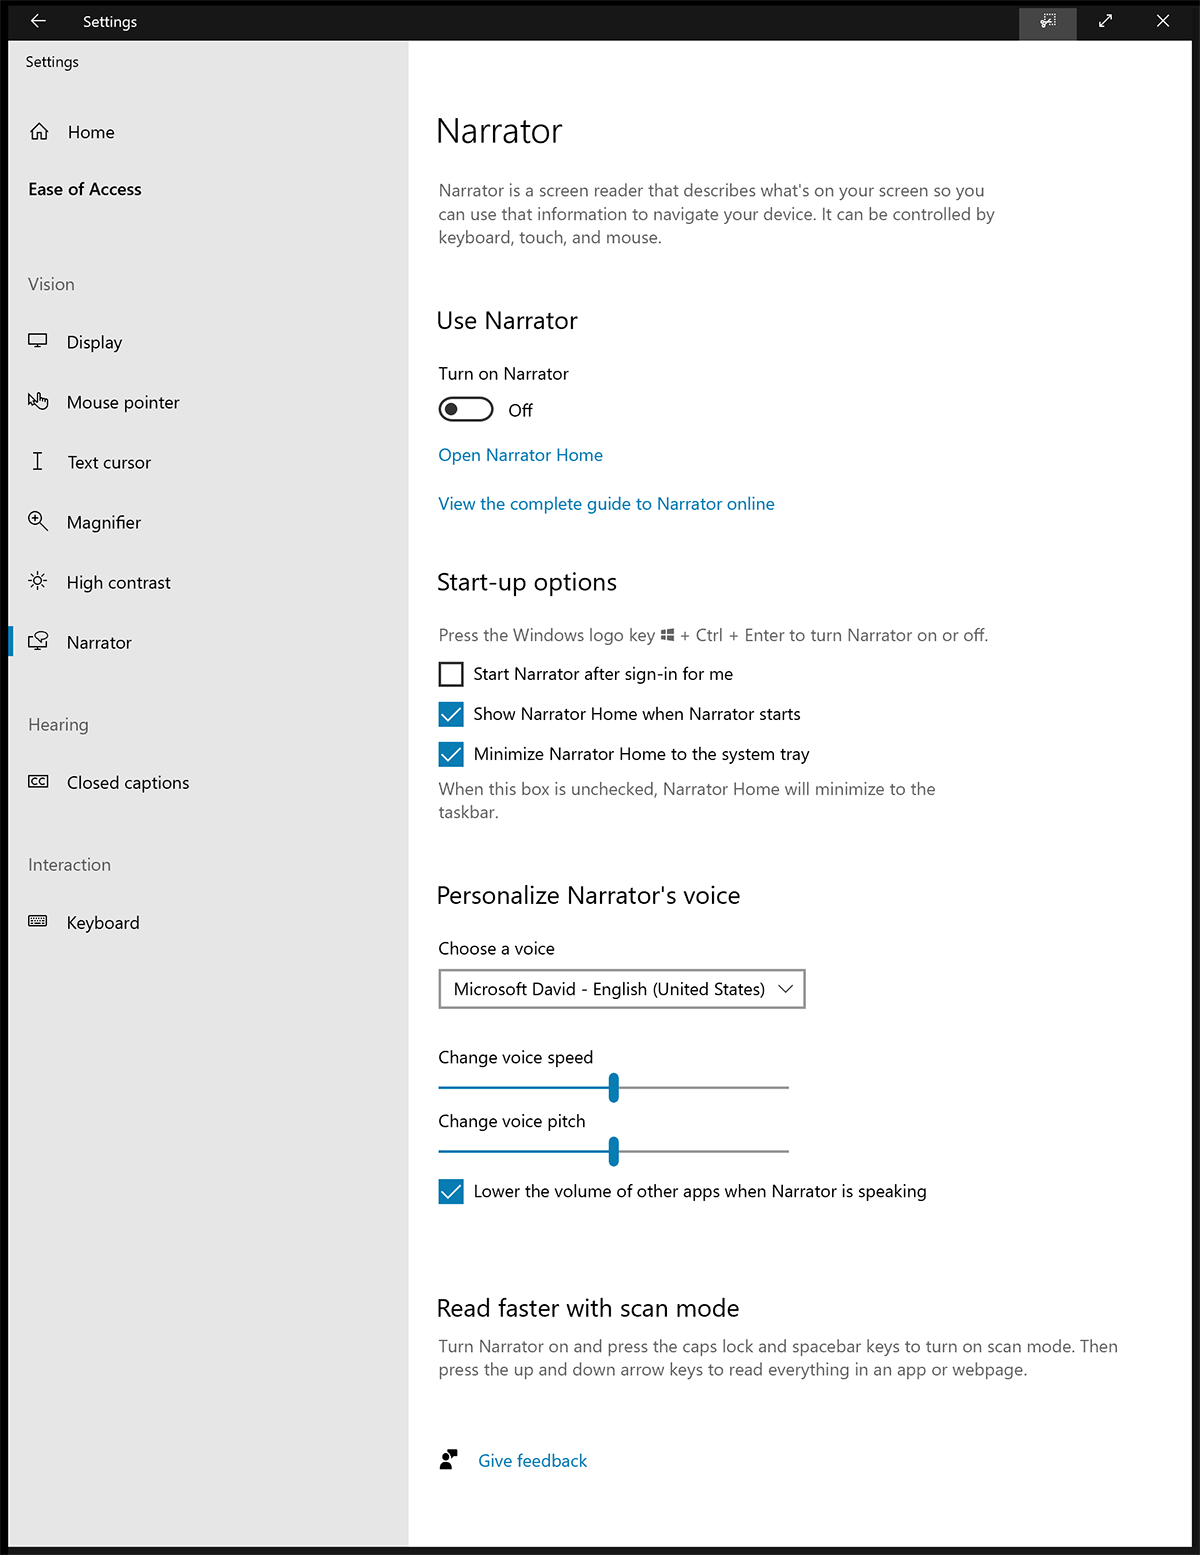 Settings
Settings
Home
Ease of Access
Vision
Display
Mouse pointer
Text cursor
Magnifier
High contrast
Narrator
Hearing
CC Closed captions
Interaction
Keyboard
Narrator
Narrator is a screen reader that describes what's on your screen so you
can use that information to navigate your device. It can be controlled by
keyboard, touch, and mouse.
Use Narrator
Turn on Narrator
Off
Open Narrator Home
View the complete guide to Narrator online
Start-up options
Press the Windows logo key + Ctrl + Enter to turn Narrator on or off.
Start Narrator after sign-in for me
Show Narrator Home when Narrator starts
Minimize Narrator Home to the system tray
When this box is unchecked, Narrator Home will minimize to the
taskbar.
Personalize Narrator's voice
Choose a voice
Microsoft David - English (United States)
Change voice speed
Change voice pitch
Lower the volume of other apps when Narrator is speaking
Read faster with scan mode
Turn Narrator on and press the caps lock and spacebar keys to turn on scan mode. Then
press the up and down arrow keys to read everything in an app or webpage.
Give feedback